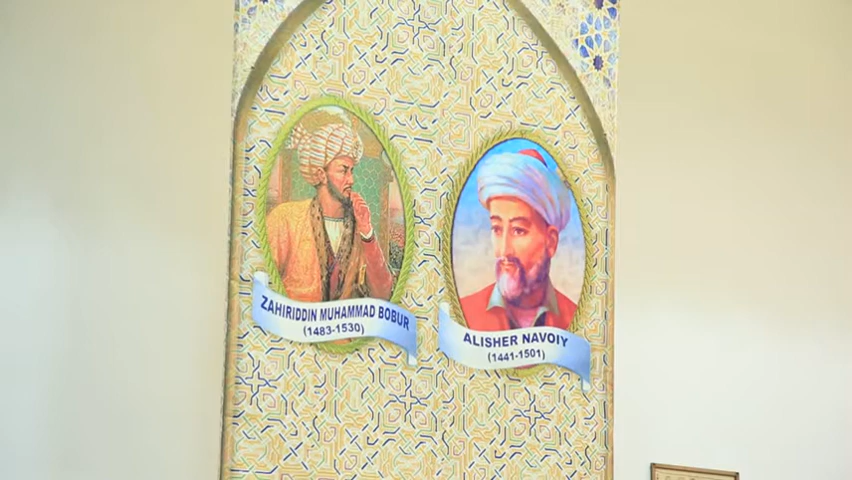 ZAHIRIDDIN MUHAMMAD BOBUR
(1483-1530)
ALISHER NAVOIY
(1441-1501)